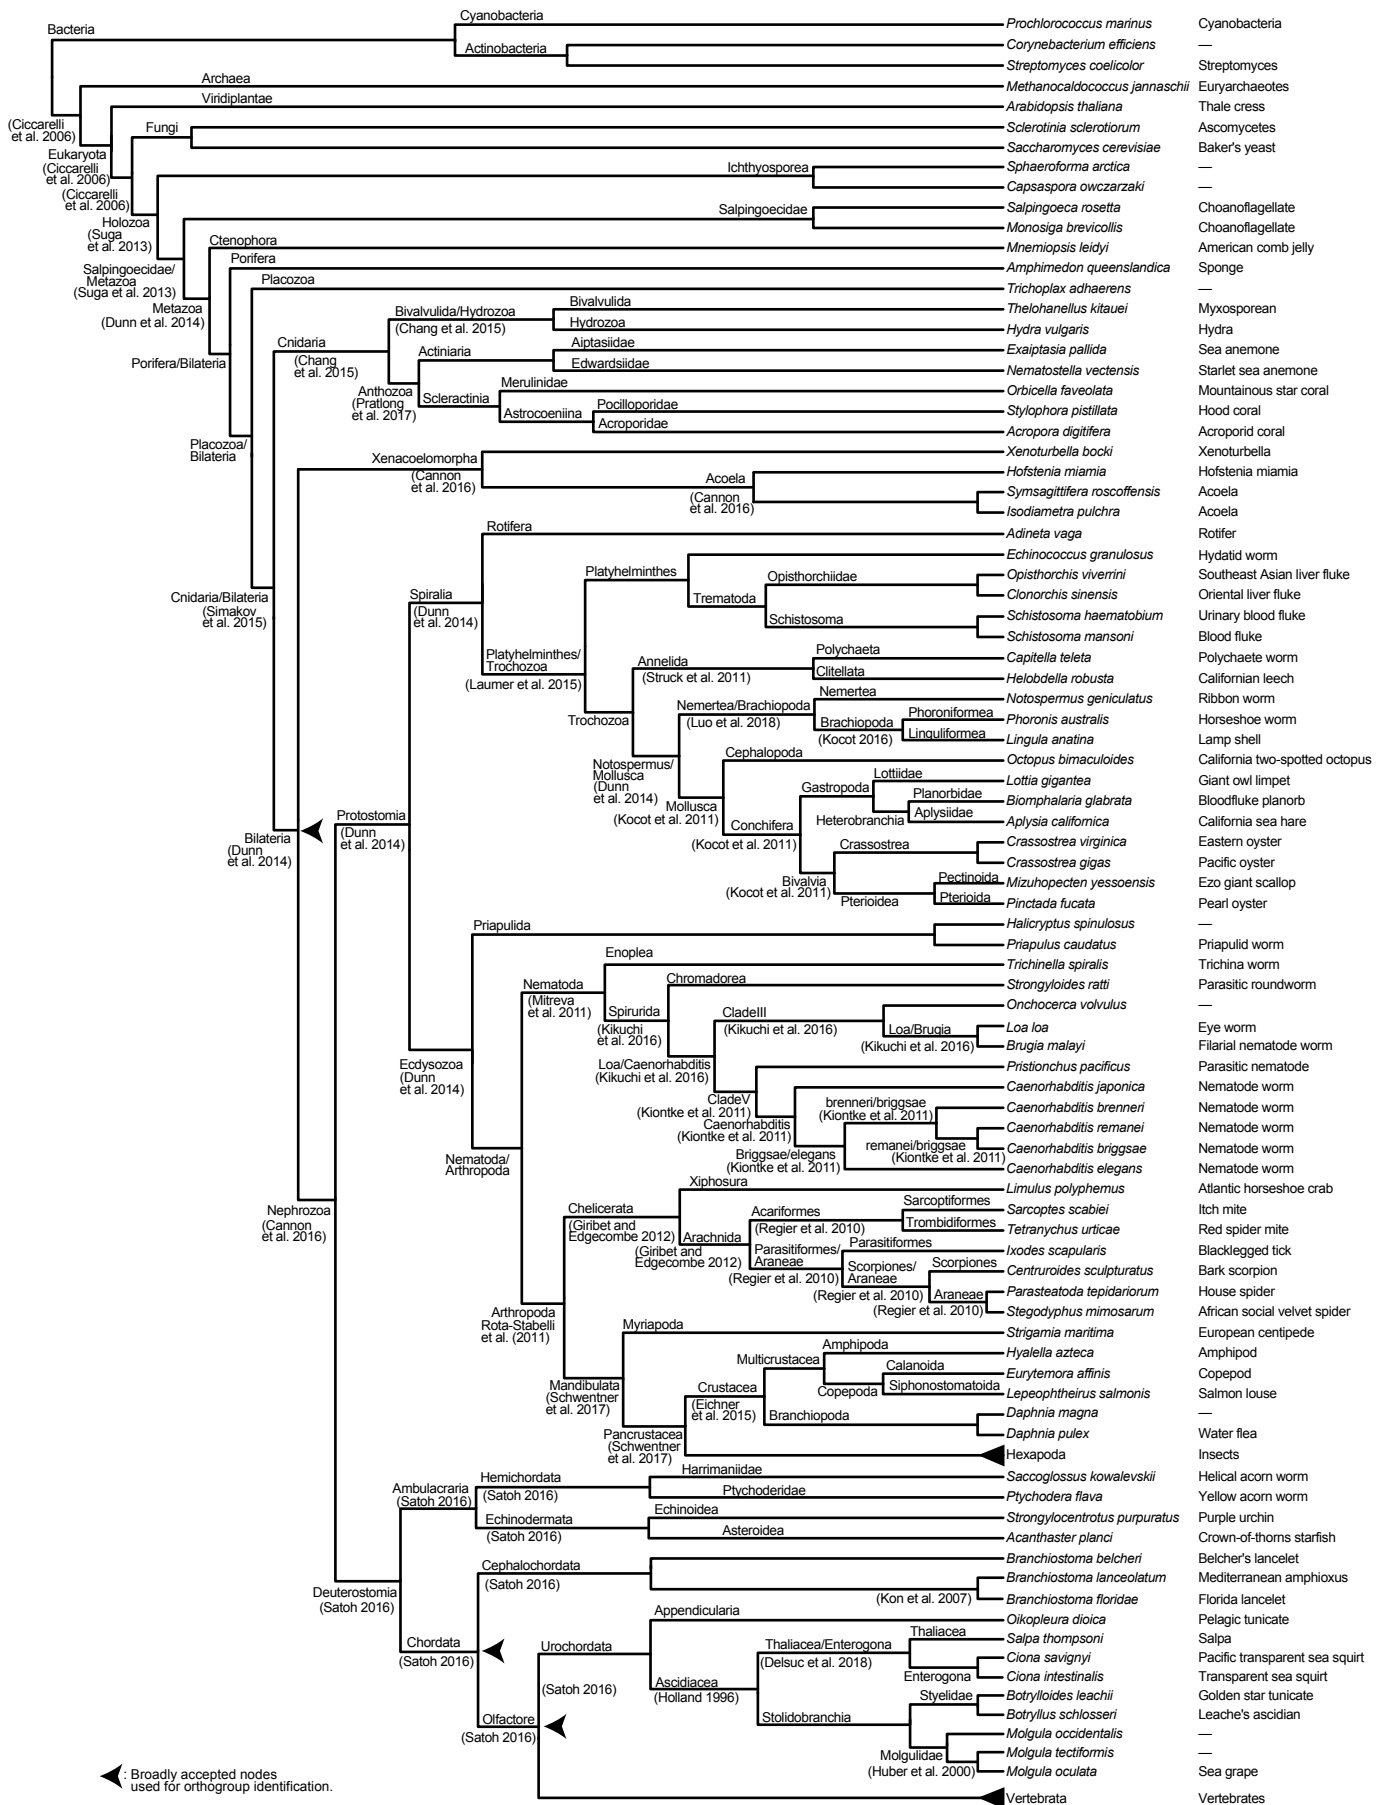 Cyanobacteria
Prochlorococcus marinus Cyanobacteria
Bacteria
Actinobacteria
Corynebacterium efficiens —
Streptomyces coelicolor Streptomyces
Archaea
Methanocaldococcus jannaschii Euryarchaeotes
Viridiplantae
Arabidopsis thaliana Thale cress
(Ciccarelli
et al. 2006)
Fungi
Sclerotinia sclerotiorum Ascomycetes
Saccharomyces cerevisiae Baker's yeast
Eukaryota
(Ciccarelli
et al. 2006)
Ichthyosporea
Sphaeroforma arctica —
Capsaspora owczarzaki —
(Ciccarelli
et al. 2006)
Salpingoecidae
Salpingoeca rosetta Choanoflagellate
Monosiga brevicollis Choanoflagellate
Holozoa
(Suga
et al. 2013)
Ctenophora
Mnemiopsis leidyi American comb jelly
Porifera
Amphimedon queenslandica Sponge
Salpingoecidae/
Metazoa
(Suga et al. 2013)
Placozoa
Trichoplax adhaerens —
Metazoa
(Dunn et al. 2014)
Bivalvulida/Hydrozoa
(Chang et al. 2015)
Bivalvulida
Thelohanellus kitauei Myxosporean
Hydrozoa
Hydra vulgaris Hydra
Cnidaria
(Chang
et al. 2015)
Porifera/Bilateria
Actiniaria
Aiptasiidae
Exaiptasia pallida Sea anemone
Edwardsiidae
Nematostella vectensis Starlet sea anemone
Anthozoa
(Pratlong
et al. 2017)
Scleractinia
Merulinidae
Orbicella faveolata Mountainous star coral
Astrocoeniina
Pocilloporidae
Stylophora pistillata Hood coral
Acroporidae
Acropora digitifera Acroporid coral
Placozoa/
Bilateria
Xenacoelomorpha
(Cannon
et al. 2016)
Xenoturbella bocki Xenoturbella
Acoela
(Cannon
et al. 2016)
Hofstenia miamia Hofstenia miamia
Symsagittifera roscoffensis Acoela
Isodiametra pulchra Acoela
Rotifera
Adineta vaga Rotifer
Cnidaria/Bilateria
(Simakov
et al. 2015)
Spiralia
(Dunn
et al. 2014)
Platyhelminthes
Echinococcus granulosus Hydatid worm
Trematoda
Opisthorchiidae
Opisthorchis viverrini Southeast Asian liver fluke
Clonorchis sinensis Oriental liver fluke
Schistosoma
Schistosoma haematobium Urinary blood fluke
Schistosoma mansoni Blood fluke
Platyhelminthes/
Trochozoa
(Laumer et al. 2015)
Annelida
(Struck et al. 2011)
Polychaeta
Capitella teleta Polychaete worm
Clitellata
Helobdella robusta Californian leech
Trochozoa
Nemertea/Brachiopoda
(Luo et al. 2018)
Nemertea
Notospermus geniculatus Ribbon worm
Brachiopoda
(Kocot 2016)
Phoroniformea
Phoronis australis Horseshoe worm
Linguliformea
Lingula anatina Lamp shell
Notospermus/
Mollusca
(Dunn
et al. 2014)
Cephalopoda
Octopus bimaculoides California two-spotted octopus
Mollusca
(Kocot et al. 2011)
Gastropoda
Lottiidae
Lottia gigantea Giant owl limpet
Heterobranchia
Planorbidae
Biomphalaria glabrata Bloodfluke planorb
Aplysiidae
Aplysia californica California sea hare
Conchifera
(Kocot et al. 2011)
Crassostrea
Crassostrea virginica Eastern oyster
Crassostrea gigas Pacific oyster
Bivalvia
(Kocot et al. 2011)
Pterioidea
Pectinoida
Mizuhopecten yessoensis Ezo giant scallop
Pterioida
Pinctada fucata Pearl oyster
Bilateria
(Dunn
et al. 2014)
Protostomia
(Dunn
et al. 2014)
Priapulida
Halicryptus spinulosus —
Priapulus caudatus Priapulid worm
Nematoda
(Mitreva
et al. 2011)
Enoplea
Trichinella spiralis Trichina worm
Spirurida
(Kikuchi
et al. 2016)
Chromadorea
Strongyloides ratti Parasitic roundworm
CladeIII
(Kikuchi et al. 2016)
Onchocerca volvulus —
Loa/Brugia
(Kikuchi et al. 2016)
Loa loa Eye worm
Brugia malayi Filarial nematode worm
Ecdysozoa
(Dunn
et al. 2014)
Loa/Caenorhabditis
(Kikuchi et al. 2016)
Pristionchus pacificus Parasitic nematode
CladeV
(Kiontke et al. 2011)
Caenorhabditis japonica Nematode worm
Caenorhabditis
(Kiontke et al. 2011)
brenneri/briggsae
(Kiontke et al. 2011)
Caenorhabditis brenneri Nematode worm
Caenorhabditis remanei Nematode worm
remanei/briggsae
(Kiontke et al. 2011)
Caenorhabditis briggsae Nematode worm
Briggsae/elegans
(Kiontke et al. 2011)
Caenorhabditis elegans Nematode worm
Nematoda/
Arthropoda
Nephrozoa
(Cannon
et al. 2016)
Chelicerata
(Giribet and
Edgecombe 2012)
Xiphosura
Limulus polyphemus Atlantic horseshoe crab
Arachnida
(Giribet and
Edgecombe 2012)
Acariformes
(Regier et al. 2010)
Sarcoptiformes
Sarcoptes scabiei Itch mite
Trombidiformes
Tetranychus urticae Red spider mite
Parasitiformes/
Araneae
(Regier et al. 2010)
Parasitiformes
Ixodes scapularis Blacklegged tick
Scorpiones/
Araneae
(Regier et al. 2010)
Scorpiones
Centruroides sculpturatus Bark scorpion
Araneae
(Regier et al. 2010)
Parasteatoda tepidariorum House spider
Stegodyphus mimosarum African social velvet spider
Arthropoda
Rota-Stabelli
et al. (2011)
Myriapoda
Strigamia maritima European centipede
Mandibulata
(Schwentner
et al. 2017)
Crustacea
(Eichner
et al. 2015)
Multicrustacea
Amphipoda
Hyalella azteca Amphipod
Copepoda
Calanoida
Eurytemora affinis Copepod
Siphonostomatoida
Lepeophtheirus salmonis Salmon louse
Branchiopoda
Daphnia magna —
Daphnia pulex Water flea
Pancrustacea
(Schwentner
et al. 2017)
Hexapoda Insects
Ambulacraria
(Satoh 2016)
Hemichordata
(Satoh 2016)
Harrimaniidae
Saccoglossus kowalevskii Helical acorn worm
Ptychoderidae
Ptychodera flava Yellow acorn worm
Echinodermata
(Satoh 2016)
Echinoidea
Strongylocentrotus purpuratus Purple urchin
Asteroidea
Acanthaster planci Crown-of-thorns starfish
Deuterostomia
(Satoh 2016)
Cephalochordata
(Satoh 2016)
Branchiostoma belcheri Belcher's lancelet
(Kon et al. 2007)
Branchiostoma lanceolatum Mediterranean amphioxus
Branchiostoma floridae Florida lancelet
Chordata
(Satoh 2016)
Urochordata
(Satoh 2016)
Appendicularia
Oikopleura dioica Pelagic tunicate
Ascidiacea
(Holland 1996)
Thaliacea/Enterogona
(Delsuc et al. 2018)
Thaliacea
Salpa thompsoni Salpa
Enterogona
Ciona savignyi Pacific transparent sea squirt
Ciona intestinalis Transparent sea squirt
Stolidobranchia
Styelidae
Botrylloides leachii Golden star tunicate
Botryllus schlosseri Leache's ascidian
Molgulidae
(Huber et al. 2000)
Molgula occidentalis —
Molgula tectiformis —
Molgula oculata Sea grape
Olfactore
(Satoh 2016)
Vertebrata Vertebrates
: Broadly accepted nodes
used for orthogroup identification.